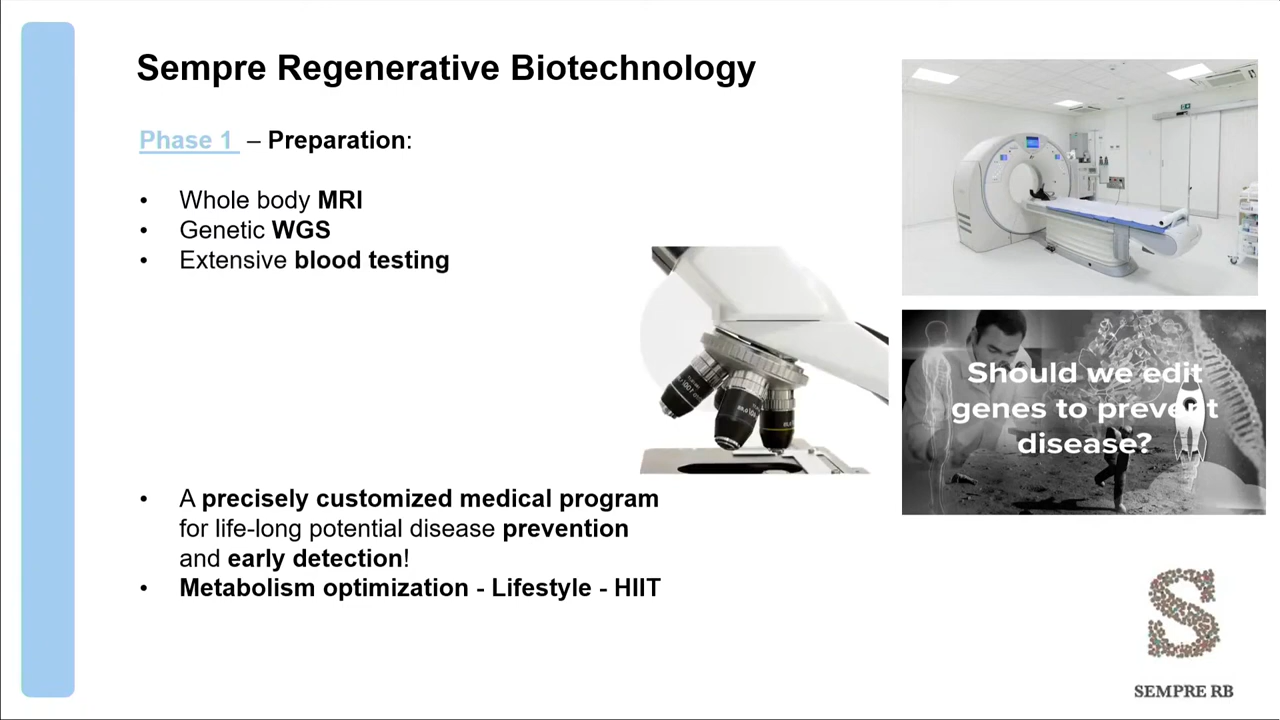 Sempre Regenerative Biotechnology
Phase 1 – Preparation:
• Whole body MRI
• Genetic WGS
• Extensive blood testing
• A precisely customized medical program
for life-long potential disease prevention
and early detection!
• Metabolism optimization - Lifestyle - HIIT
Should we edit
genes to prevent
disease?
S
SEMPRE RB